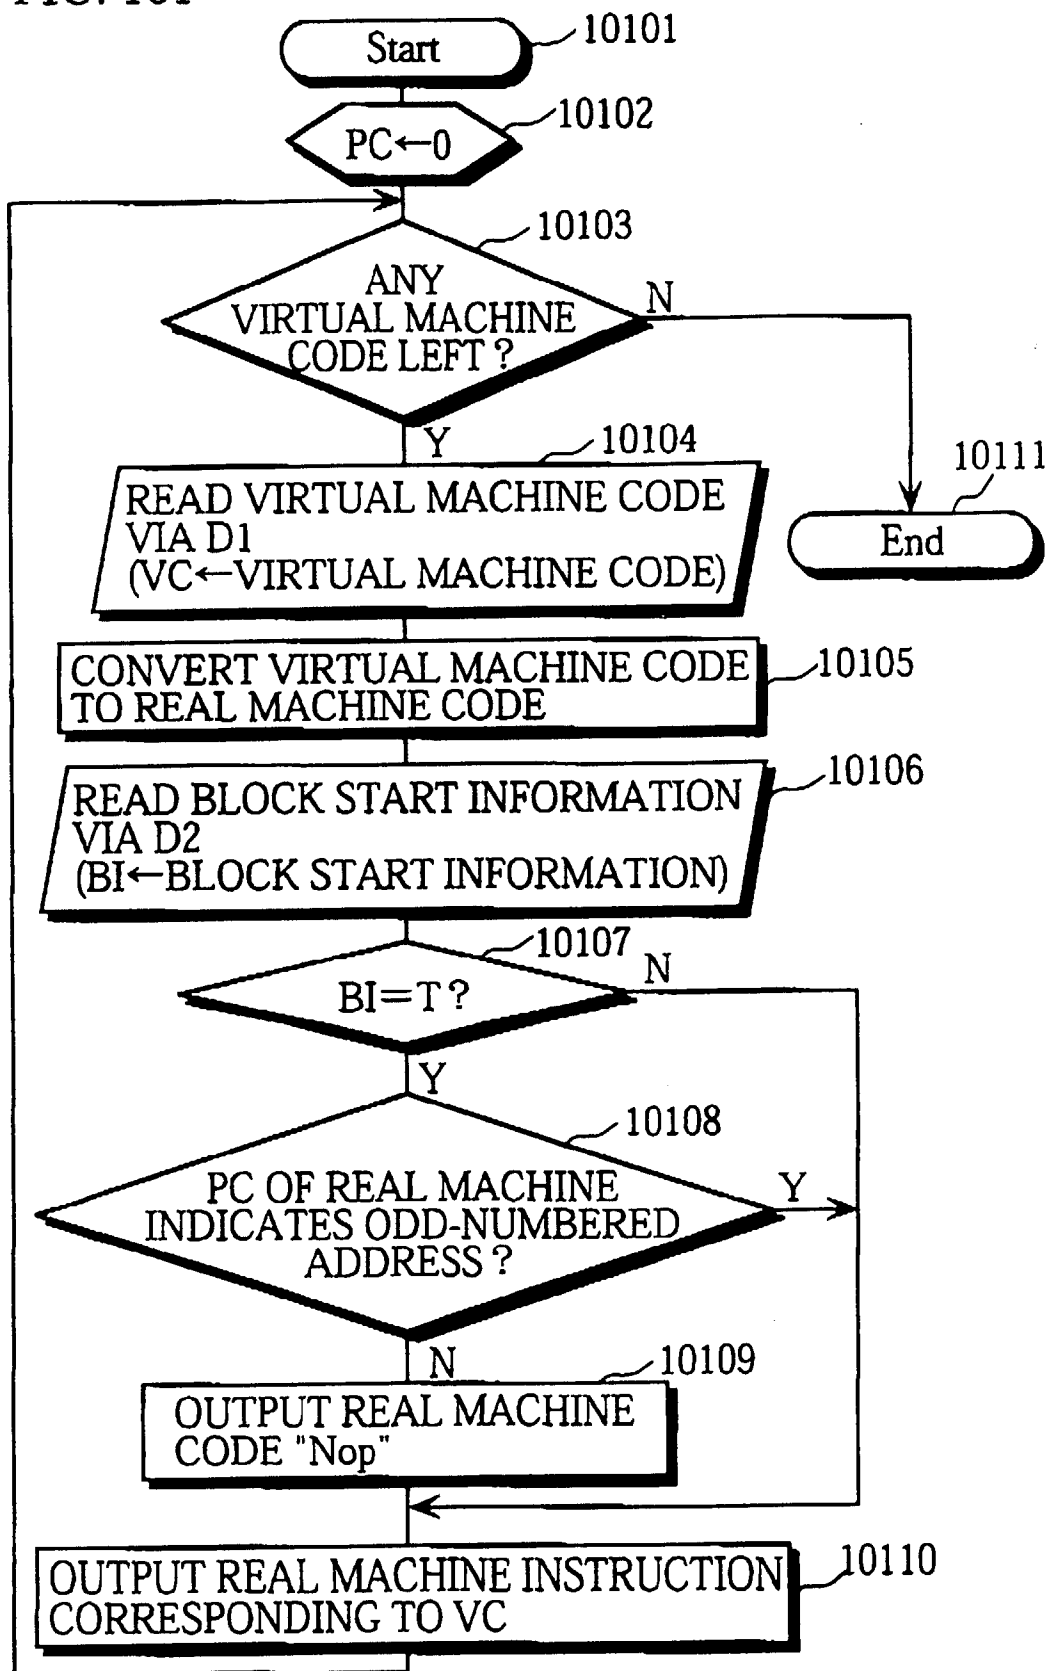 Start
10101
PC←0
10102
10103
ANY
VIRTUAL MACHINE
CODE LEFT ?
N
Y
10104
READ VIRTUAL MACHINE CODE
VIA D1
(VC←VIRTUAL MACHINE CODE)
10111
End
CONVERT VIRTUAL MACHINE CODE
TO REAL MACHINE CODE
10105
READ BLOCK START INFORMATION
VIA D2
(BI←BLOCK START INFORMATION)
10106
10107
BI=T ?
N
Y
10108
PC OF REAL MACHINE
INDICATES ODD-NUMBERED
ADDRESS ?
Y
N
10109
OUTPUT REAL MACHINE
CODE "Nop"
OUTPUT REAL MACHINE INSTRUCTION
CORRESPONDING TO VC
10110